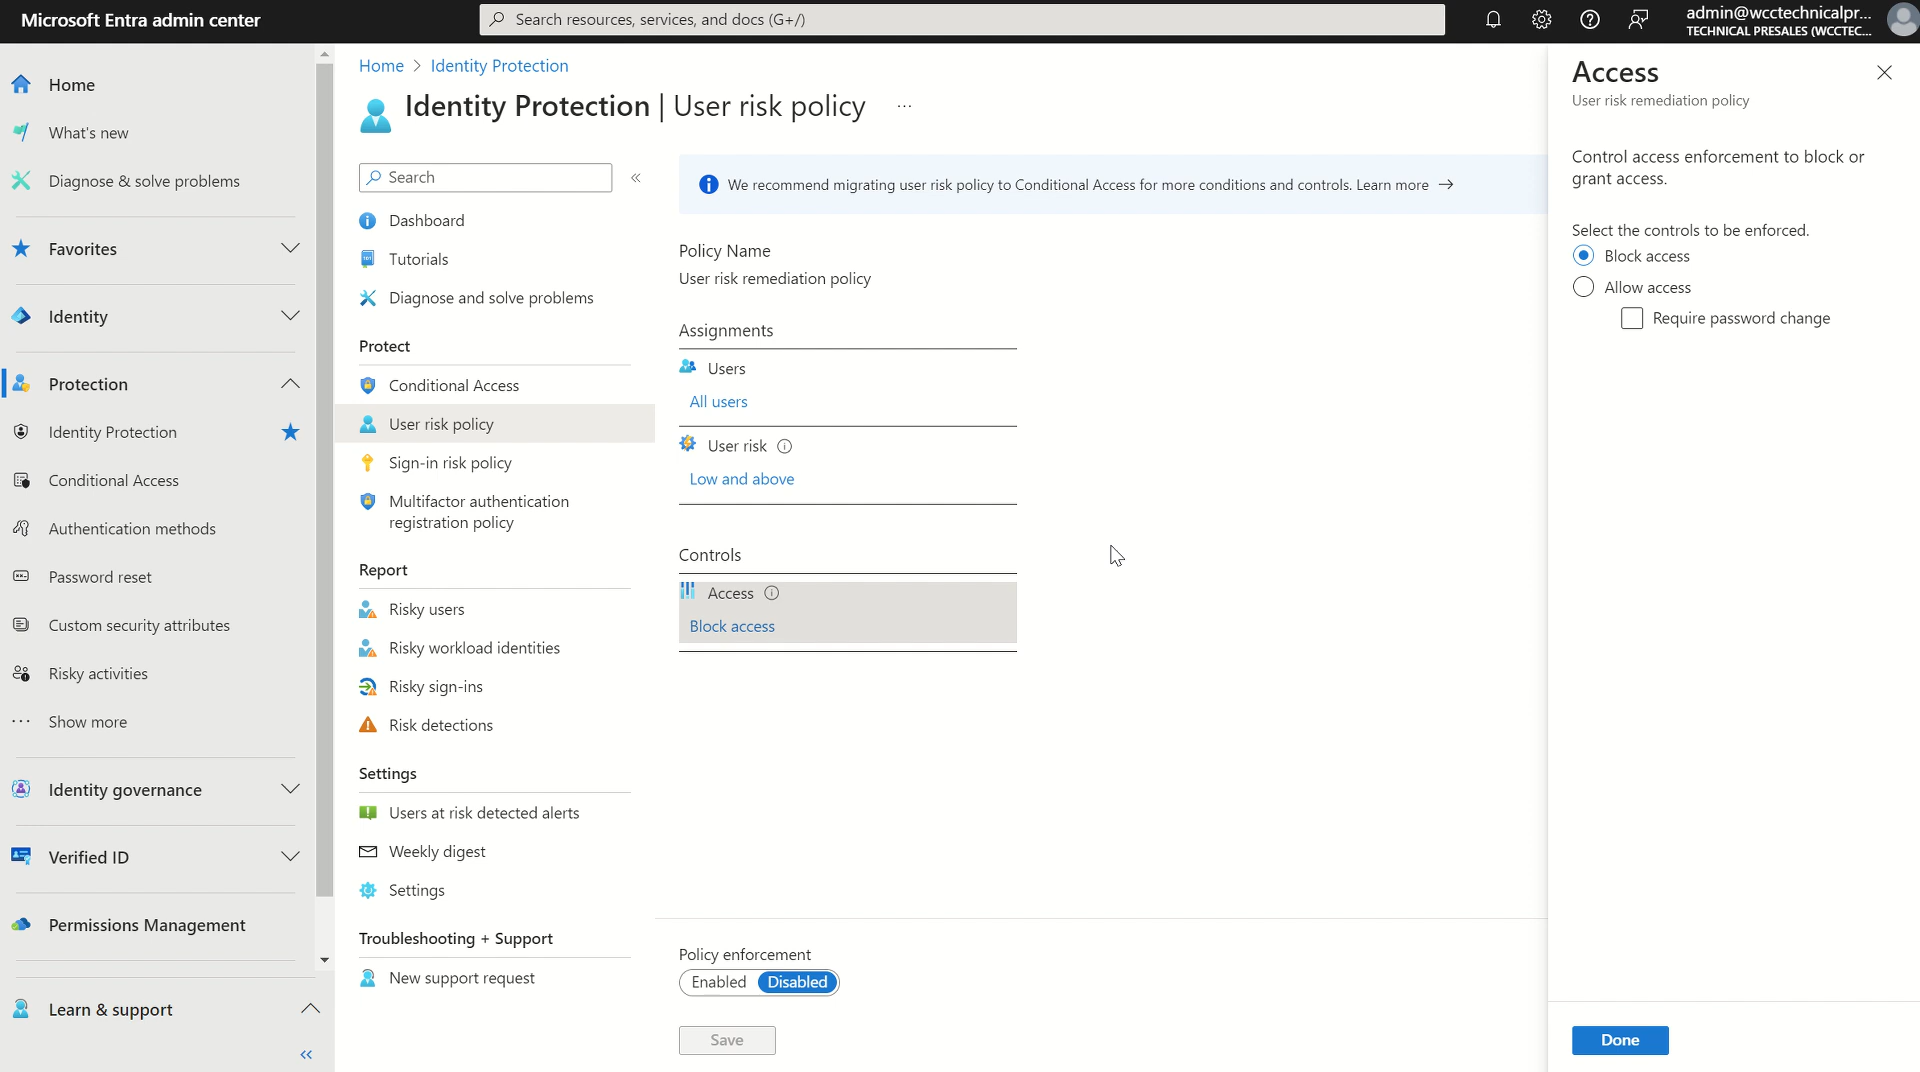 Microsoft Entra admin center
Search resources, services, and docs (G+/)
admin@wcctechnicalpr...
TECHNICAL PRESALES (WCCTEC...
Home
What's new
Diagnose & solve problems
Favorites
Identity
Protection
Identity Protection
Conditional Access
Authentication methods
Password reset
Custom security attributes
Risky activities
Show more
Identity governance
Verified ID
Permissions Management
Learn & support
Home > Identity Protection
Identity Protection | User risk policy ...
Search
Dashboard
Tutorials
Diagnose and solve problems
Protect
Conditional Access
User risk policy
Sign-in risk policy
Multifactor authentication
registration policy
Report
Risky users
Risky workload identities
Risky sign-ins
Risk detections
Settings
Users at risk detected alerts
Weekly digest
Settings
Troubleshooting + Support
New support request
We recommend migrating user risk policy to Conditional Access for more conditions and controls. Learn more →
Policy Name
User risk remediation policy
Assignments
Users
All users
User risk
Low and above
Controls
Access
Block access
Policy enforcement
Enabled Disabled
Save
Access
User risk remediation policy
Control access enforcement to block or
grant access.
Select the controls to be enforced.
Block access
Allow access
Require password change
Done